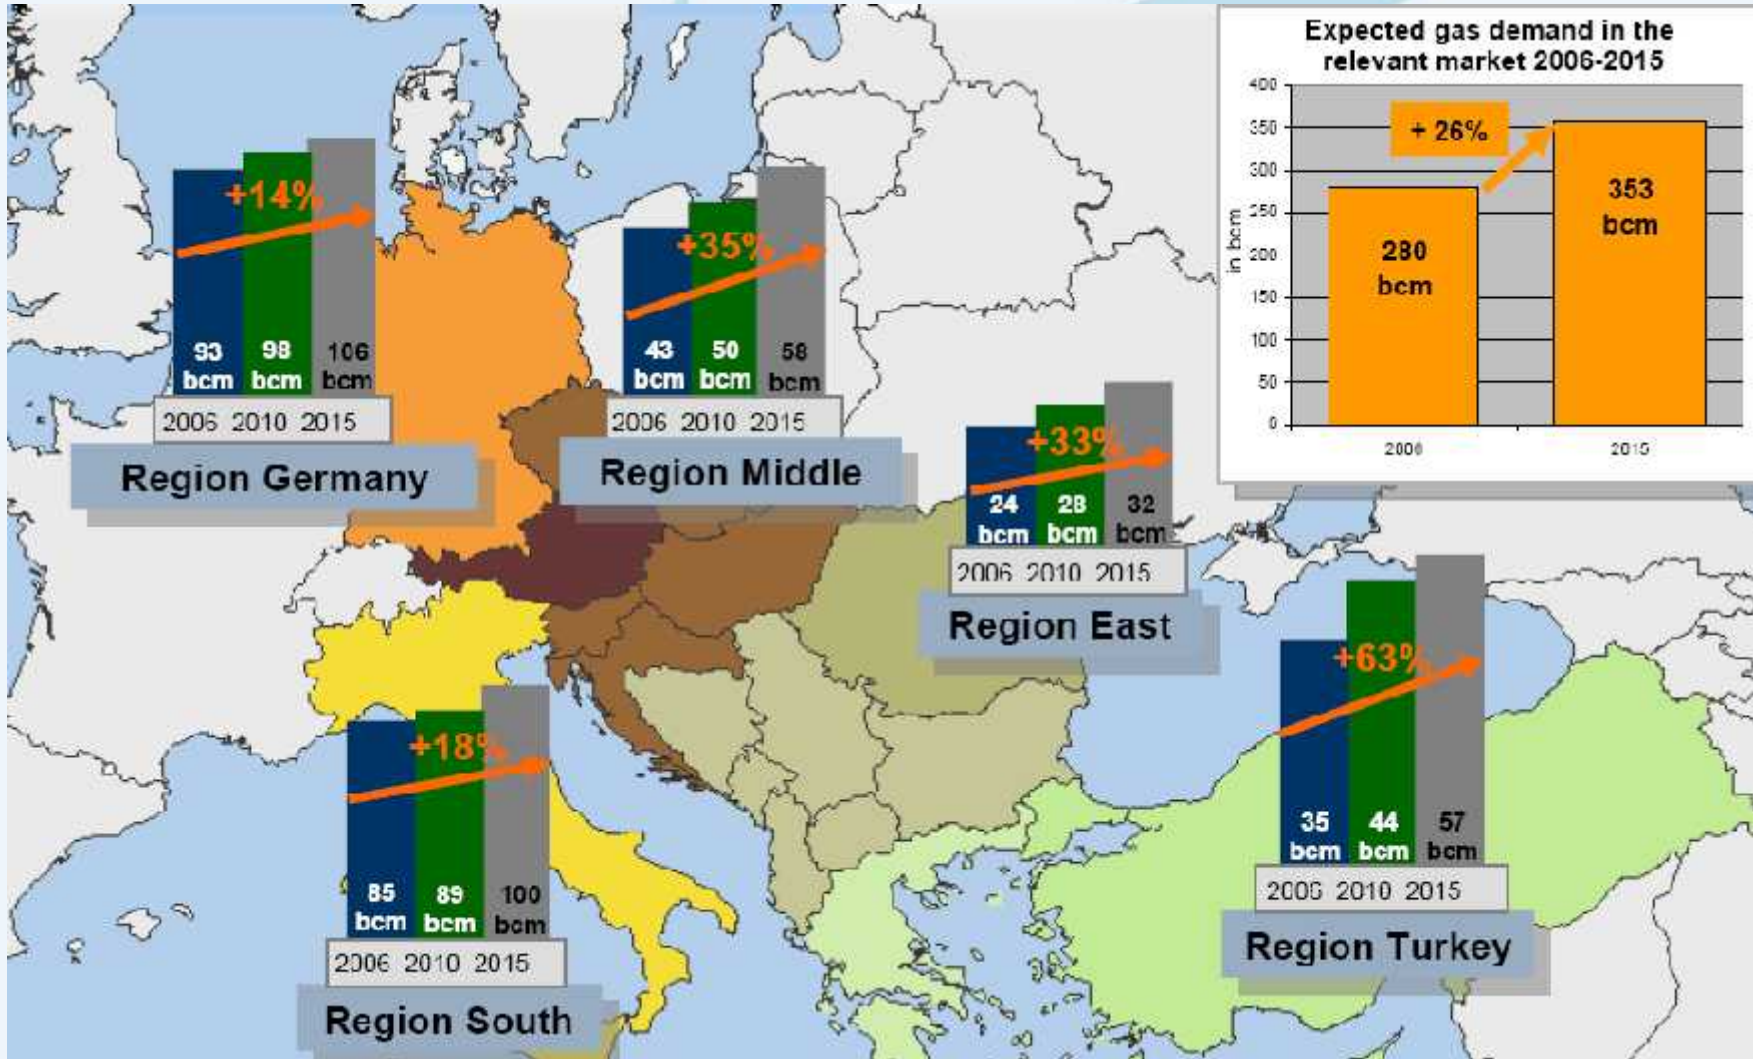 Expected gas demand in the
relevant market 2006-2015
400
350
300
250
200
150
100
50
0
in bcm
+ 26%
280
bcm
353
bcm
2006
2015
+14%
93
bcm
98
bcm
106
bcm
2006 2010 2015
Region Germany
+35%
43
bcm
50
bcm
58
bcm
2006 2010 2015
Region Middle
+33%
24
bcm
28
bcm
32
bcm
2006 2010 2015
Region East
+63%
35
bcm
44
bcm
57
bcm
2006 2010 2015
Region Turkey
+18%
85
bcm
89
bcm
100
bcm
2006 2010 2015
Region South